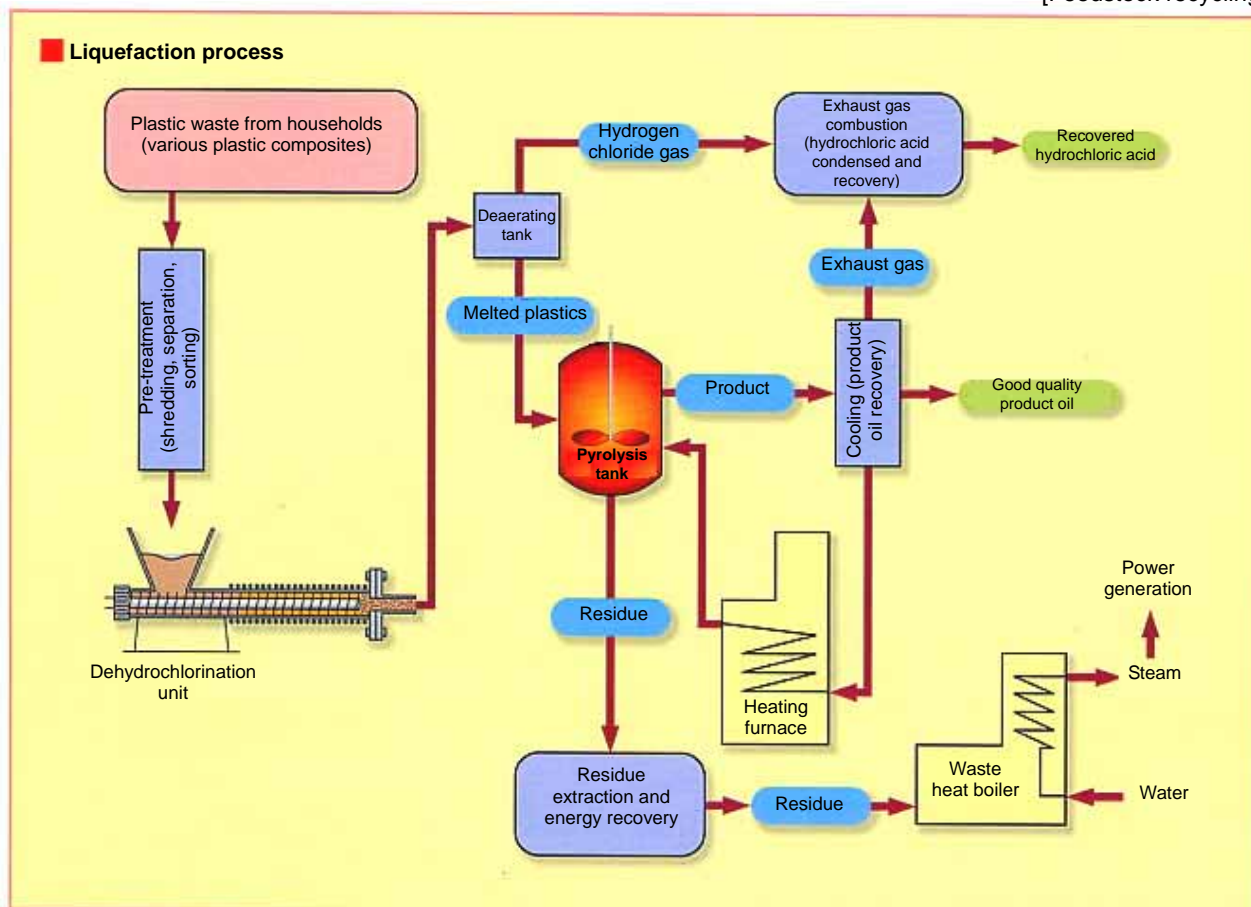 [Feedstock recycling
Liquefaction process
Plastic waste from households
(various plastic composites)
Pre-treatment
(shredding, separation,
sorting)
Dehydrochlorination
unit
Deaerating
tank
Hydrogen
chloride gas
Exhaust gas
combustion
(hydrochloric acid
condensed and
recovery)
Recovered
hydrochloric acid
Exhaust gas
Melted plastics
Pyrolysis
tank
Product
Cooling (product
oil recovery)
Good quality
product oil
Residue
Heating
furnace
Residue
extraction and
energy recovery
Residue
Waste
heat boiler
Power
generation
Steam
Water